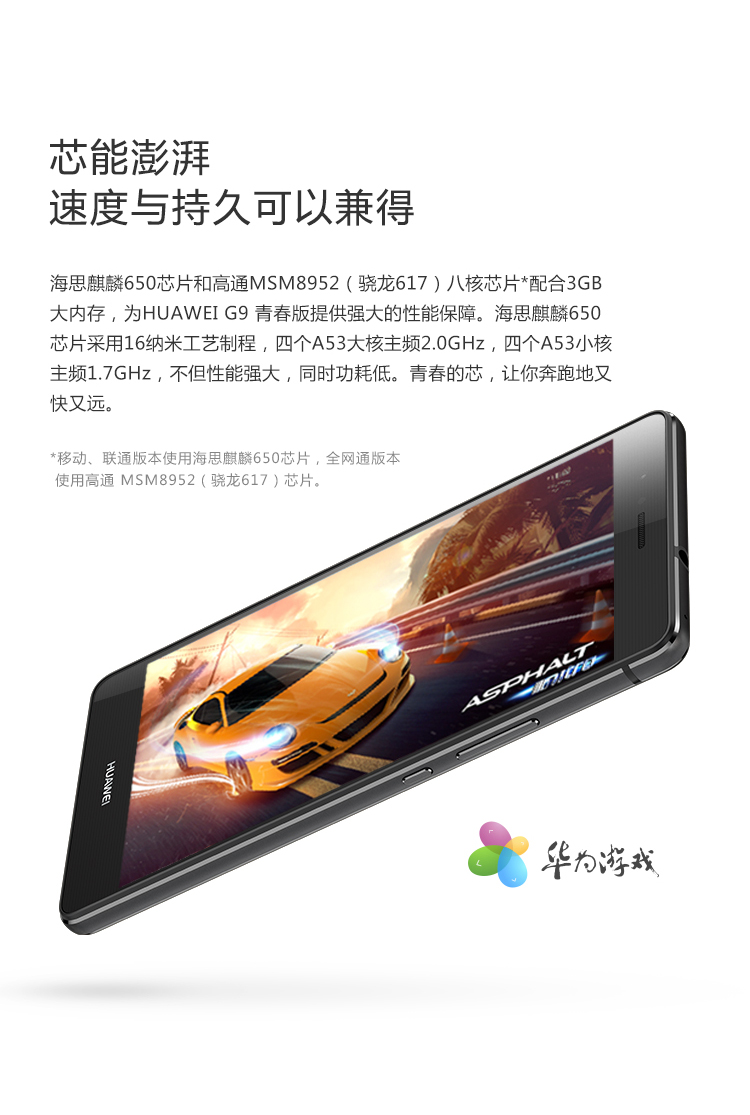 芯能澎湃
速度与持久可以兼得
海思麒麟650芯片和高通MSM8952（骁龙617）八核芯片*配合3GB
大内存，为HUAWEI G9 青春版提供强大的性能保障。海思麒麟650
芯片采用16纳米工艺制程，四个A53大核主频2.0GHz，四个A53小核
主频1.7GHz，不但性能强大，同时功耗低。青春的芯，让你奔跑地又
快又远。
*移动、联通版本使用海思麒麟650芯片，全网通版本
使用高通 MSM8952（骁龙617）芯片。
ASPHALT
HUAWEI
华为游戏